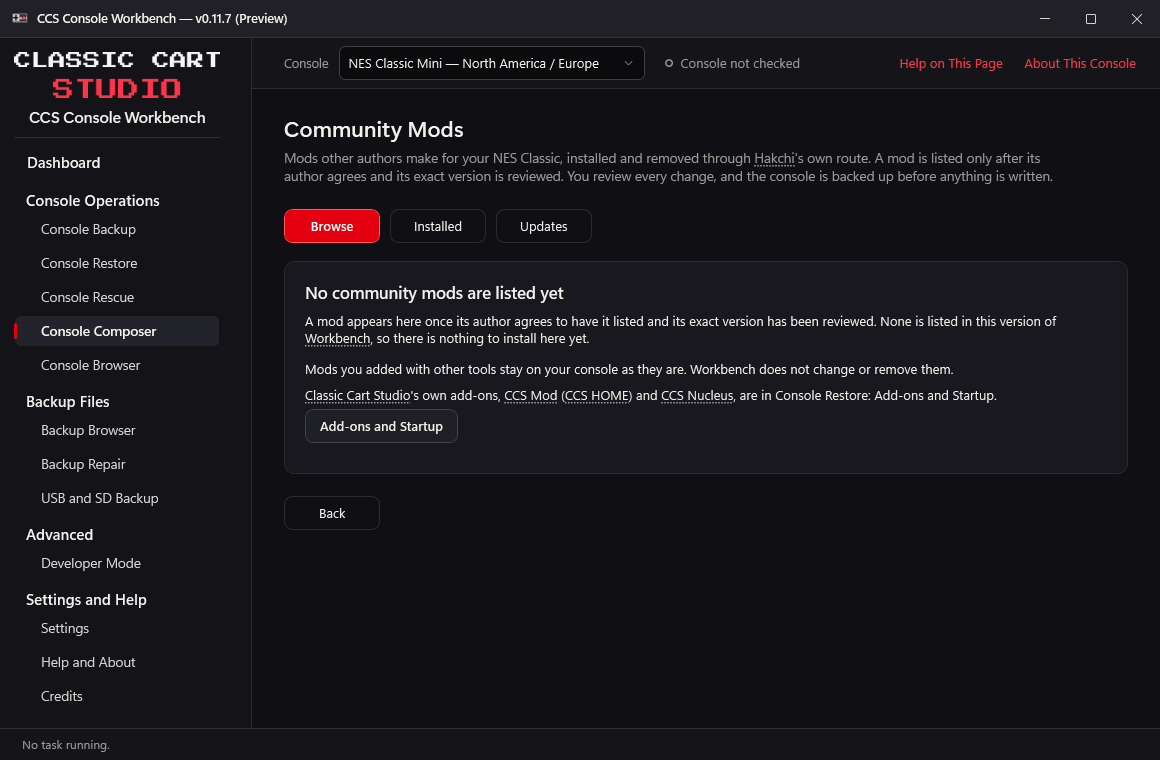 CCS Console Workbench — v0.11.7 (Preview)
CLASSIC CART
STUDIO
CCS Console Workbench
Dashboard
Console Operations
Console Backup
Console Restore
Console Rescue
Console Composer
Console Browser
Backup Files
Backup Browser
Backup Repair
USB and SD Backup
Advanced
Developer Mode
Settings and Help
Settings
Help and About
Credits
Console
NES Classic Mini — North America / Europe
Console not checked
Help on This Page
About This Console
Community Mods
Mods other authors make for your NES Classic, installed and removed through Hakchi's own route. A mod is listed only after its
author agrees and its exact version is reviewed. You review every change, and the console is backed up before anything is written.
Browse
Installed
Updates
No community mods are listed yet
A mod appears here once its author agrees to have it listed and its exact version has been reviewed. None is listed in this version of
Workbench, so there is nothing to install here yet.
Mods you added with other tools stay on your console as they are. Workbench does not change or remove them.
Classic Cart Studio's own add-ons, CCS Mod (CCS HOME) and CCS Nucleus, are in Console Restore: Add-ons and Startup.
Add-ons and Startup
Back
No task running.